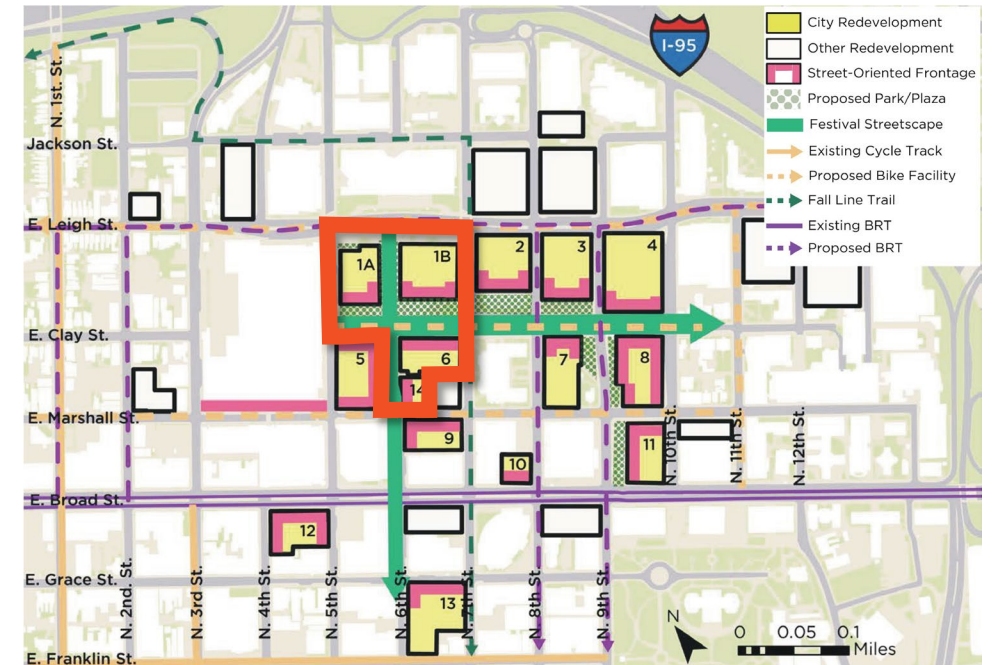 I-95
City Redevelopment
Other Redevelopment
Street-Oriented Frontage
Proposed Park/Plaza
Festival Streetscape
Existing Cycle Track
Proposed Bike Facility
Fall Line Trail
Existing BRT
Proposed BRT
N. 1st. St.
Jackson St.
E. Leigh St.
1A
1B
2
3
4
E. Clay St.
5
6
7
8
14
E. Marshall St.
9
10
11
N. 10th St.
N. 11th St.
N. 12th St.
E. Broad St.
12
E. Grace St.
13
N. 2nd. St.
N. 3rd St.
N. 4th St.
N. 5th St.
N. 6th St.
N. 7th St.
N. 8th St.
N. 9th St.
E. Franklin St.
N
0 0.05 0.1
Miles